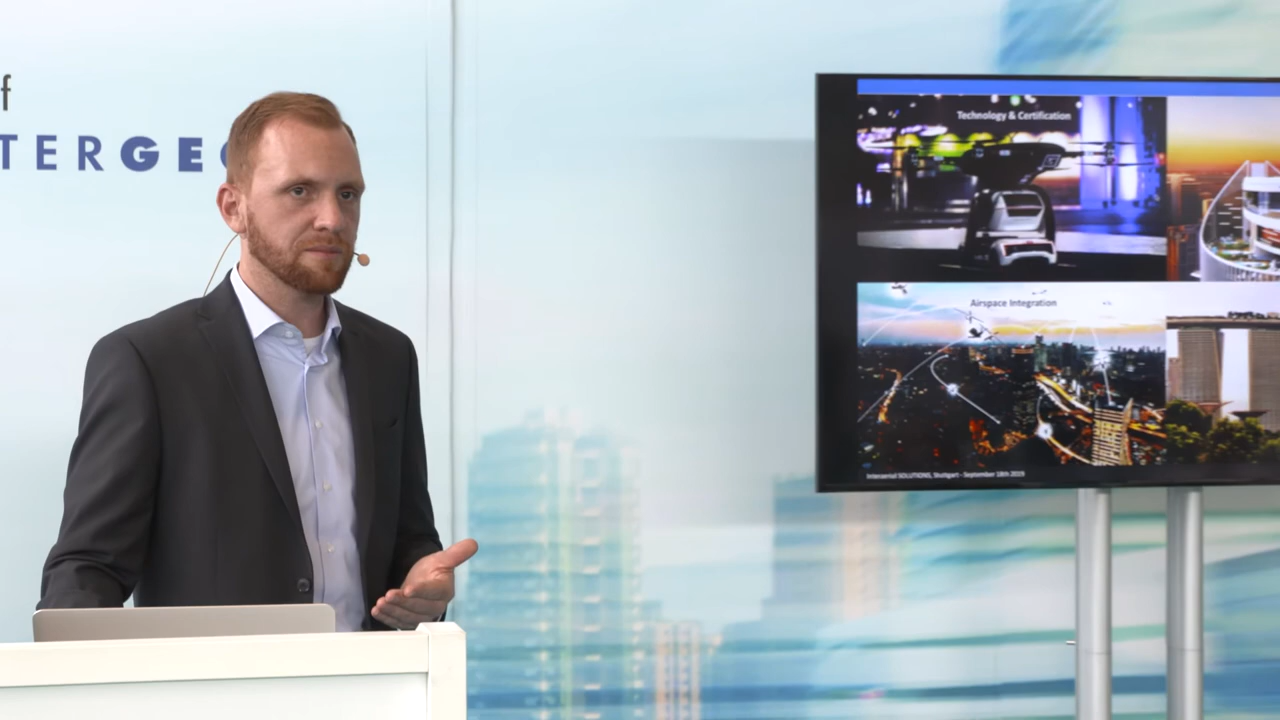 f
TERGEO
Technology & Certification
Airspace Integration
Interaerial SOLUTIONS, Stuttgart - September 18th 2019